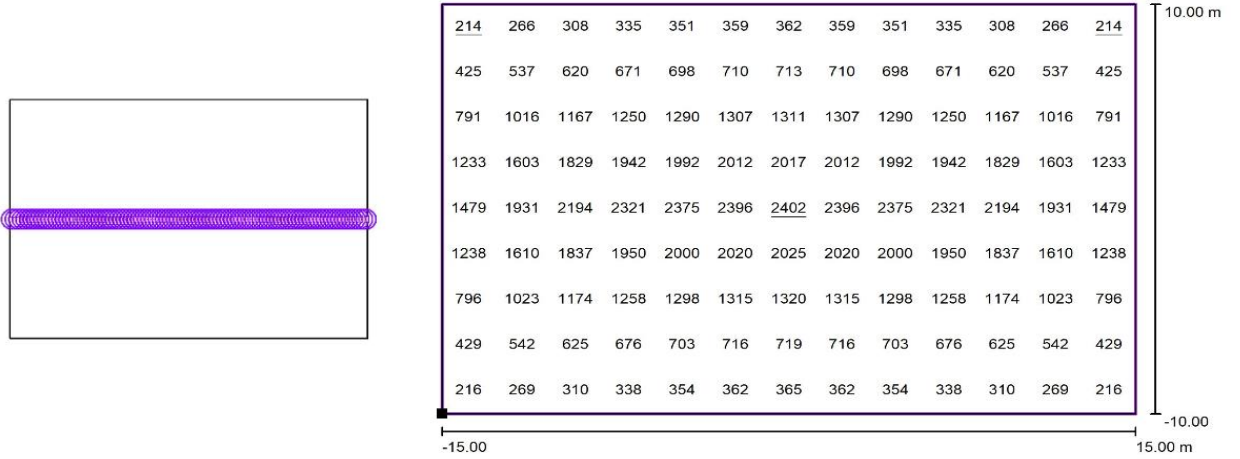 10.00 m
214 266 308 335 351 359 362 359 351 335 308 266 214
425 537 620 671 698 710 713 710 698 671 620 537 425
791 1016 1167 1250 1290 1307 1311 1307 1290 1250 1167 1016 791
1233 1603 1829 1942 1992 2012 2017 2012 1992 1942 1829 1603 1233
1479 1931 2194 2321 2375 2396 2402 2396 2375 2321 2194 1931 1479
1238 1610 1837 1950 2000 2020 2025 2020 2000 1950 1837 1610 1238
796 1023 1174 1258 1298 1315 1320 1315 1298 1258 1174 1023 796
429 542 625 676 703 716 719 716 703 676 625 542 429
216 269 310 338 354 362 365 362 354 338 310 269 216
-10.00
-15.00 15.00 m